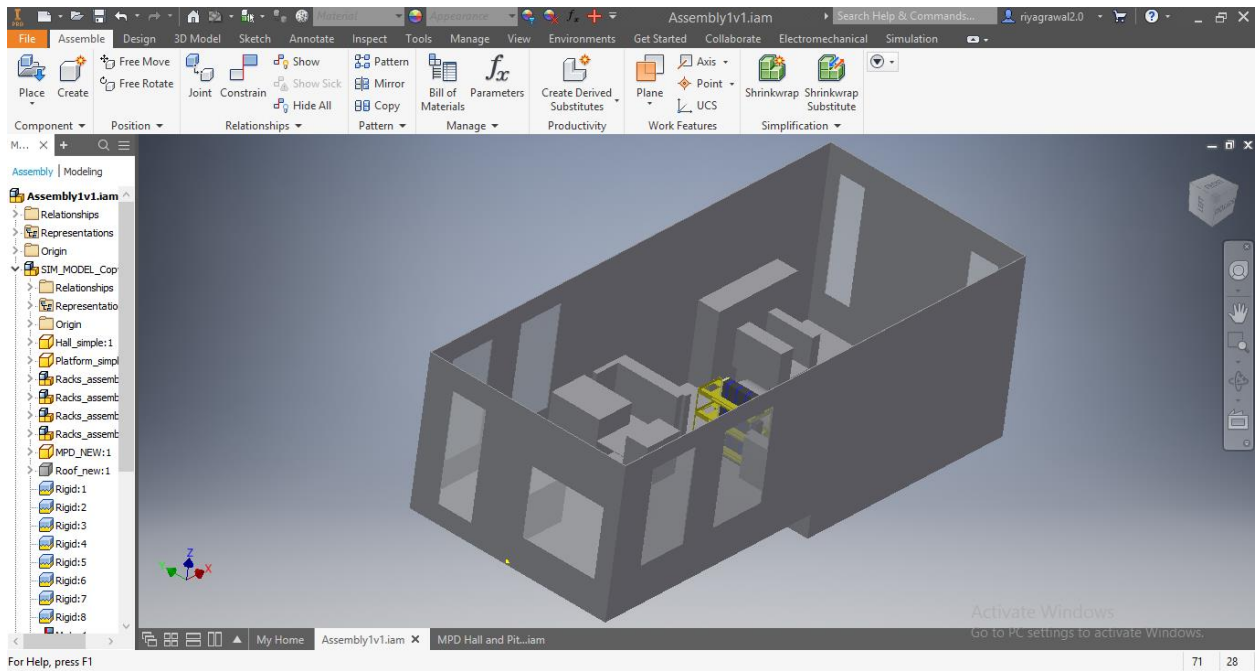 PRO
Material
Appearance
Assembly1v1.iam
Search Help & Commands...
riyagrawal2.0
File Assemble Design 3D Model Sketch Annotate Inspect Tools Manage View Environments Get Started Collaborate Electromechanical Simulation
Place Create
Free Move
Free Rotate
Joint Constrain
Show
Show Sick
Hide All
Pattern
Mirror
Copy
Bill of Materials
Parameters
Create Derived Substitutes
Plane
Axis
Point
UCS
Shrinkwrap
Shrinkwrap Substitute
Component Position Relationships Pattern Manage Productivity Work Features Simplification
M...
Assembly | Modeling
Assembly1v1.iam
Relationships
Representations
Origin
SIM_MODEL_Cop
Relationships
Representatio
Origin
Hall_simple:1
Platform_simpl
Racks_assemb
Racks_assemb
Racks_assemb
Racks_assemb
MPD_NEW:1
Roof_new:1
Rigid:1
Rigid:2
Rigid:3
Rigid:4
Rigid:5
Rigid:6
Rigid:7
Rigid:8
Z
X
Activate Windows
Go to PC settings to activate Windows.
My Home Assembly1v1.iam MPD Hall and Pit...iam
For Help, press F1
71 28